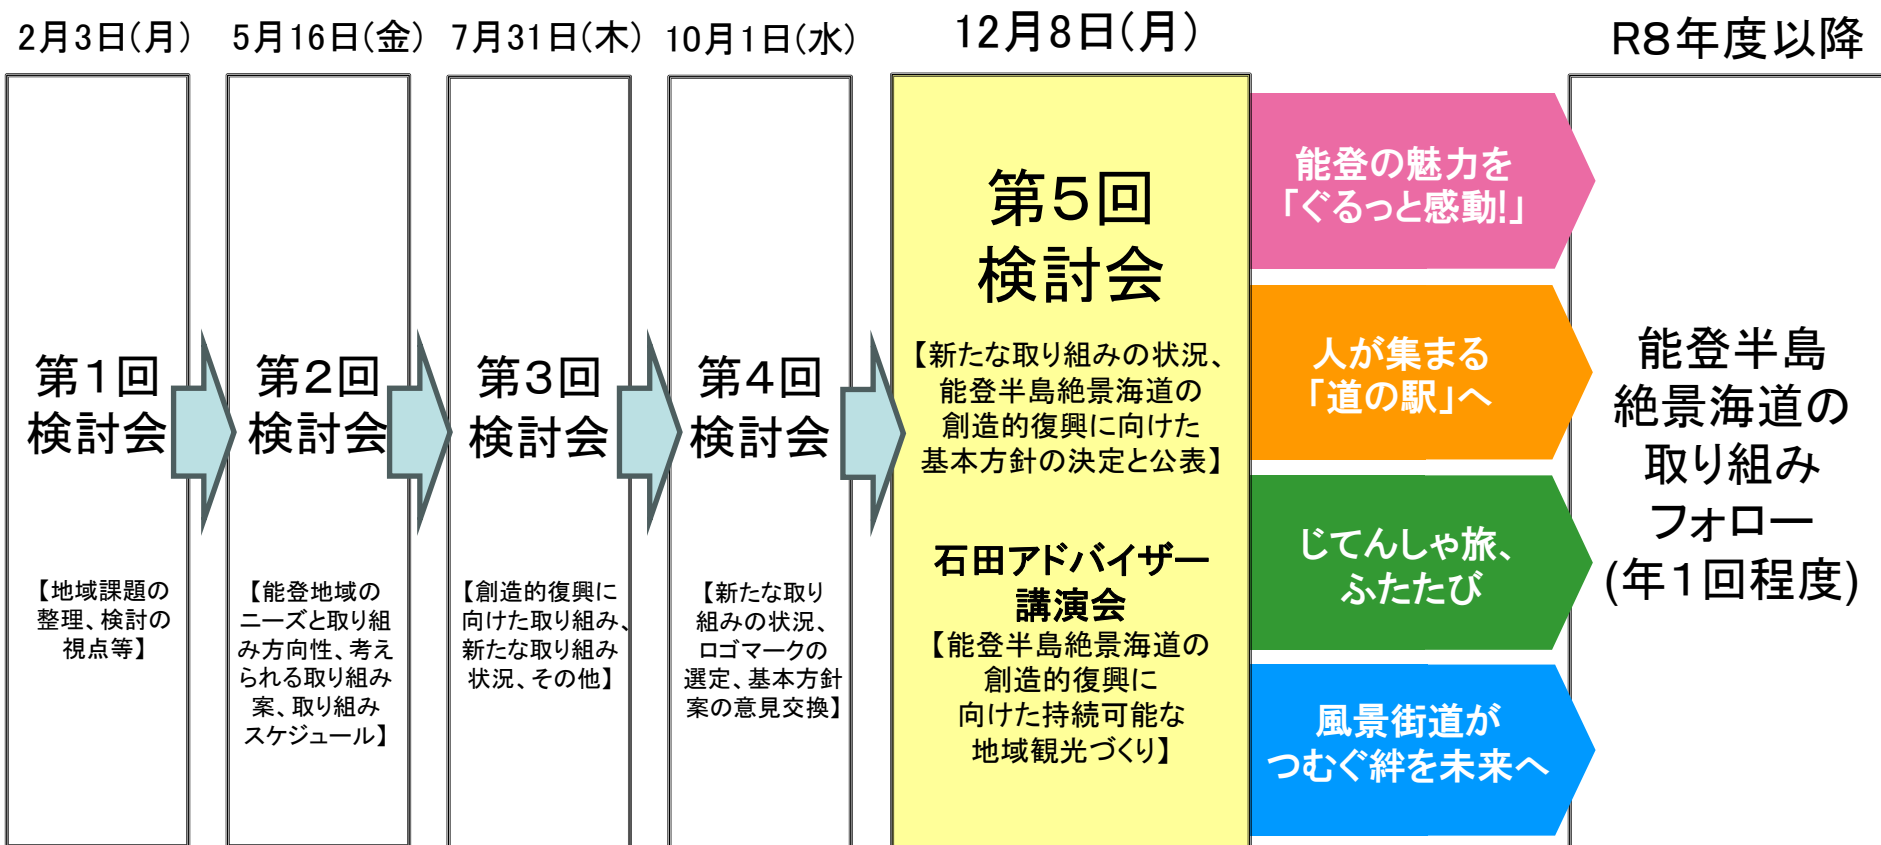 2月3日(月)
第1回
検討会
【地域課題の
整理、検討の
視点等】
5月16日(金)
第2回
検討会
【能登地域の
ニーズと取り組
み方向性、考え
られる取り組み
案、取り組み
スケジュール】
7月31日(木)
第3回
検討会
【創造的復興に
向けた取り組み、
新たな取り組み
状況、その他】
10月1日(水)
第4回
検討会
【新たな取り
組みの状況、
ロゴマークの
選定、基本方針
案の意見交換】
12月8日(月)
第5回
検討会
【新たな取り組みの状況、
能登半島絶景海道の
創造的復興に向けた
基本方針の決定と公表】
石田アドバイザー
講演会
【能登半島絶景海道の
創造的復興に
向けた持続可能な
地域観光づくり】
能登の魅力を
「ぐるっと感動!」
人が集まる
「道の駅」へ
じてんしゃ旅、
ふたたび
風景街道が
つむぐ絆を未来へ
R8年度以降
能登半島
絶景海道の
取り組み
フォロー
(年1回程度)